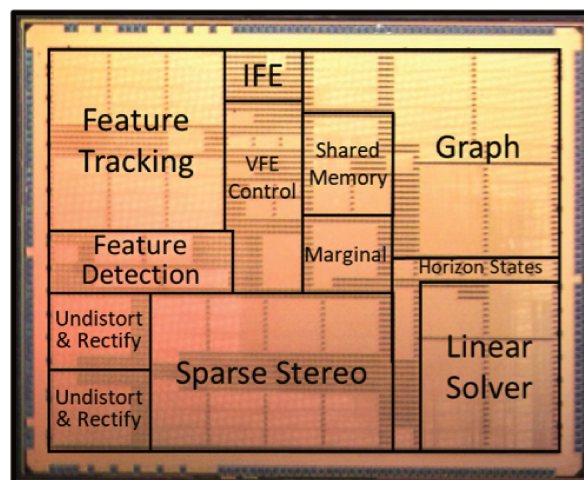 Feature
Tracking
IFE
VFE
Control
Shared
Memory
Graph
Feature
Detection
Marginal
Horizon States
Undistort
& Rectify
Undistort
& Rectify
Sparse Stereo
Linear
Solver